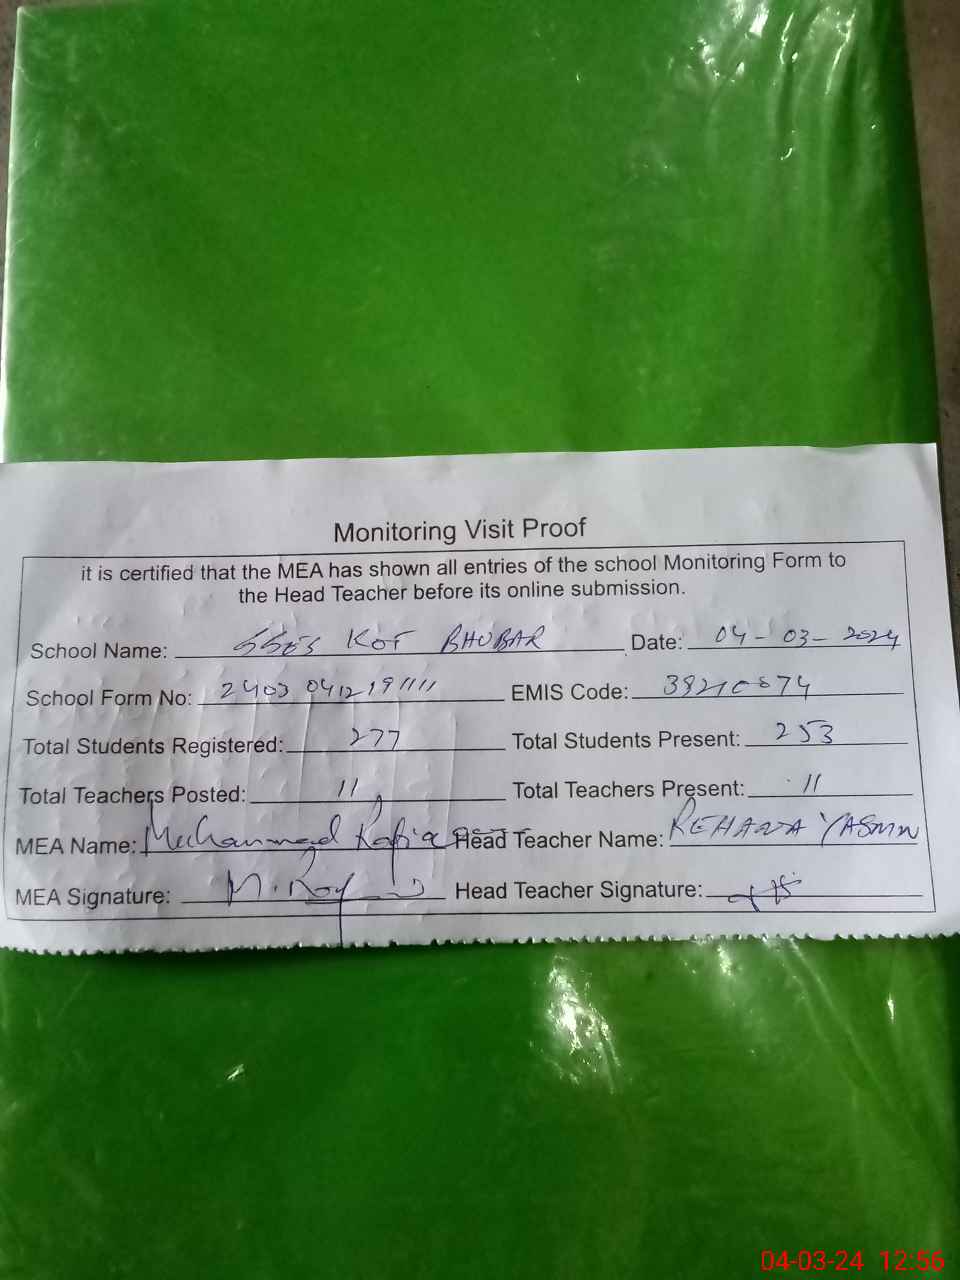 Monitoring Visit Proof
it is certified that the MEA has shown all entries of the school Monitoring Form to
the Head Teacher before its online submission.
School Name: GGES KOT BHUBAR Date: 04-03-2024
School Form No: 2403 0412191111 EMIS Code: 38210874
Total Students Registered: 277 Total Students Present: 253
Total Teachers Posted: 11 Total Teachers Present: 11
MEA Name: Muhammad Rafiq Head Teacher Name: REHANA YASMIN
MEA Signature: Head Teacher Signature:
04-03-24 12:56